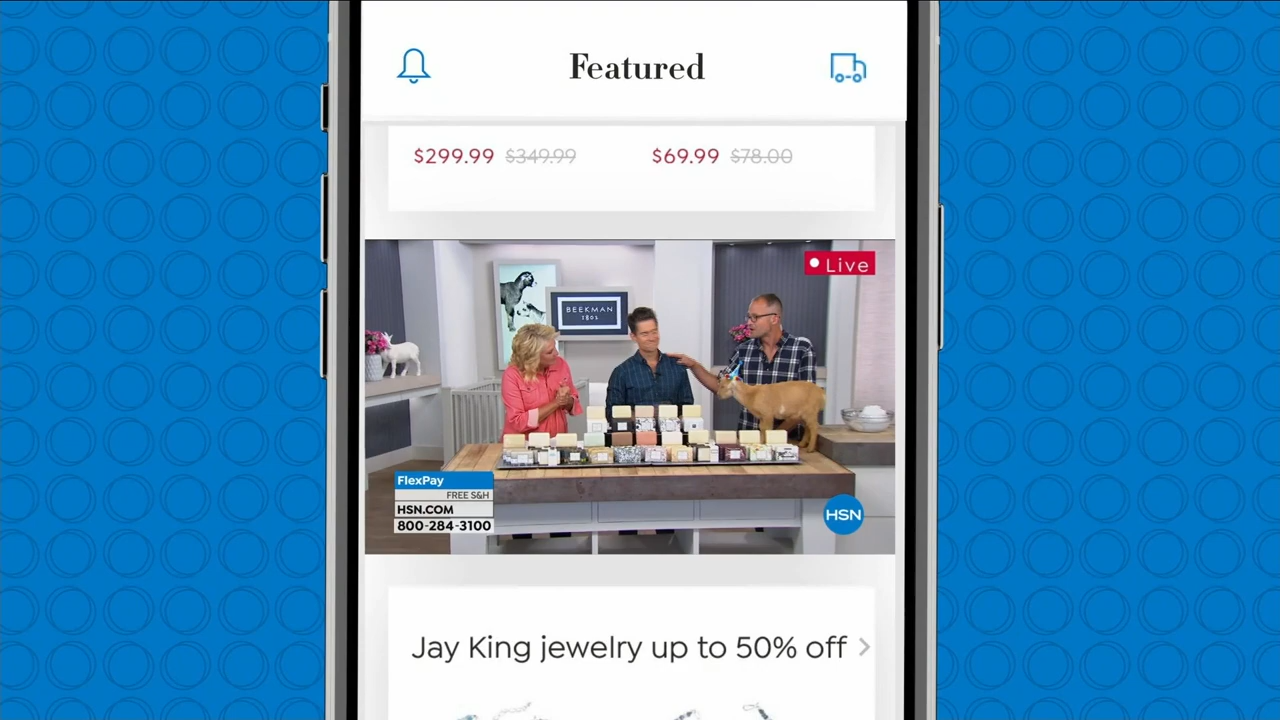 Featured
$299.99 $349.99 $69.99 $78.00
Live
BEEKMAN
1802
FlexPay
FREE S&H
HSN.COM
800-284-3100
HSN
Jay King jewelry up to 50% off